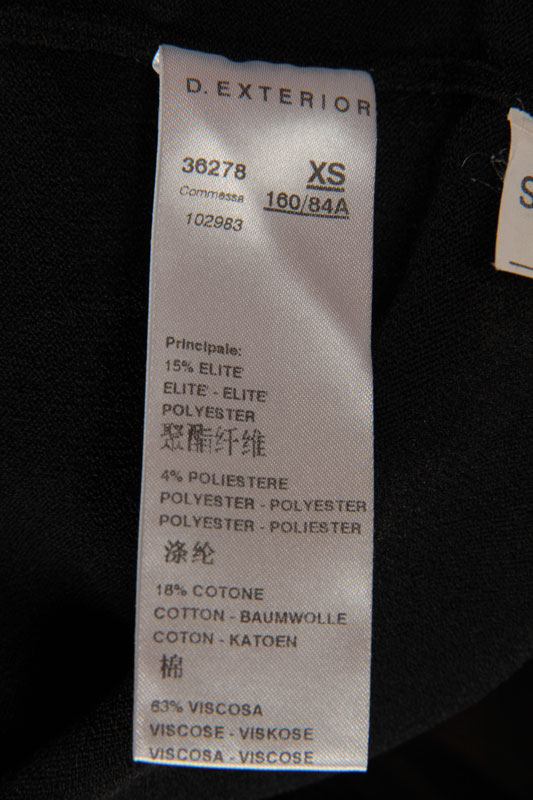 D. EXTERIOR
36278 XS
Commessa 160/84A
102983
Principale:
15% ELITE'
ELITE' - ELITE'
POLYESTER
聚酯纤维
4% POLIESTERE
POLYESTER - POLYESTER
POLYESTER - POLIESTER
涤纶
18% COTONE
COTTON - BAUMWOLLE
COTON - KATOEN
棉
63% VISCOSA
VISCOSE - VISKOSE
VISCOSA - VISCOSE
S